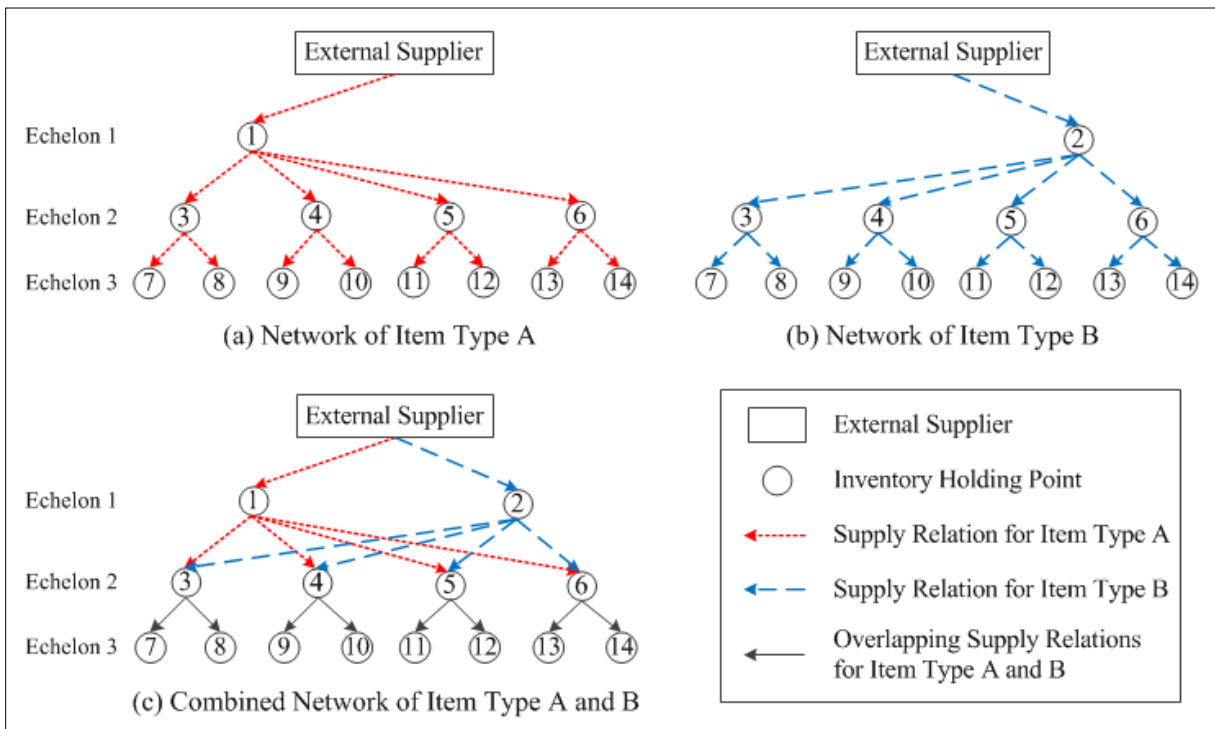 External Supplier
Echelon 1
1
Echelon 2
3 4 5 6
Echelon 3
7 8 9 10 11 12 13 14
(a) Network of Item Type A
External Supplier
2
3 4 5 6
7 8 9 10 11 12 13 14
(b) Network of Item Type B
External Supplier
Echelon 1
1 2
Echelon 2
3 4 5 6
Echelon 3
7 8 9 10 11 12 13 14
(c) Combined Network of Item Type A and B
External Supplier
Inventory Holding Point
Supply Relation for Item Type A
Supply Relation for Item Type B
Overlapping Supply Relations
for Item Type A and B